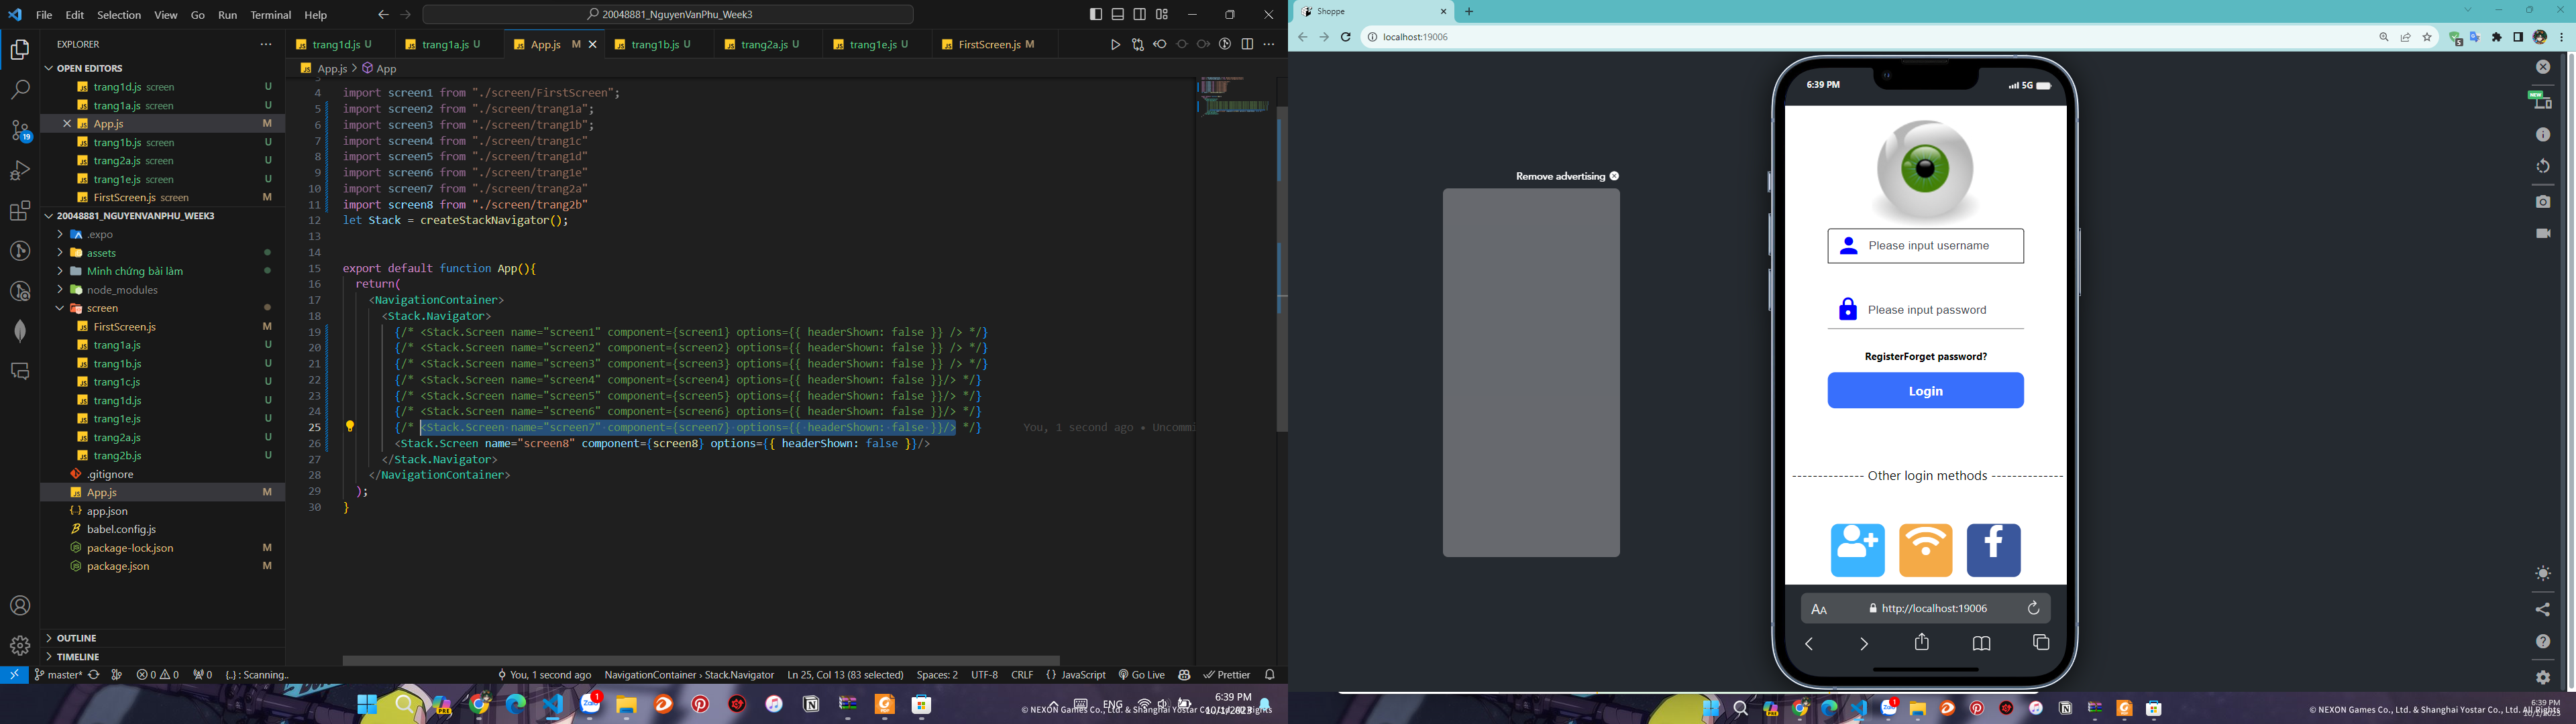 File Edit Selection View Go Run Terminal Help
20048881_NguyenVanPhu_Week3
EXPLORER
OPEN EDITORS
trang1d.js screen U
trang1a.js screen U
App.js M
trang1b.js screen U
trang2a.js screen U
trang1e.js screen U
FirstScreen.js screen M
20048881_NGUYENVANPHU_WEEK3
.expo
assets
Minh chứng bài làm
node_modules
screen
FirstScreen.js M
trang1a.js U
trang1b.js U
trang1c.js U
trang1d.js U
trang1e.js U
trang2a.js U
trang2b.js U
.gitignore
App.js M
app.json
babel.config.js
package-lock.json M
package.json M
OUTLINE
TIMELINE
19
trang1d.js U trang1a.js U App.js M trang1b.js U trang2a.js U trang1e.js U FirstScreen.js M
App.js > App
4 import screen1 from "./screen/FirstScreen";
5 import screen2 from "./screen/trang1a";
6 import screen3 from "./screen/trang1b";
7 import screen4 from "./screen/trang1c"
8 import screen5 from "./screen/trang1d"
9 import screen6 from "./screen/trang1e"
10 import screen7 from "./screen/trang2a"
11 import screen8 from "./screen/trang2b"
12 let Stack = createStackNavigator();
13
14
15 export default function App(){
16 return(
17 <NavigationContainer>
18 <Stack.Navigator>
19 {/* <Stack.Screen name="screen1" component={screen1} options={{ headerShown: false }} /> */}
20 {/* <Stack.Screen name="screen2" component={screen2} options={{ headerShown: false }} /> */}
21 {/* <Stack.Screen name="screen3" component={screen3} options={{ headerShown: false }} /> */}
22 {/* <Stack.Screen name="screen4" component={screen4} options={{ headerShown: false }}/> */}
23 {/* <Stack.Screen name="screen5" component={screen5} options={{ headerShown: false }}/> */}
24 {/* <Stack.Screen name="screen6" component={screen6} options={{ headerShown: false }}/> */}
25 {/* <Stack.Screen name="screen7" component={screen7} options={{ headerShown: false }}/> */} You, 1 second ago • Uncommi
26 <Stack.Screen name="screen8" component={screen8} options={{ headerShown: false }}/>
27 </Stack.Navigator>
28 </NavigationContainer>
29 );
30 }
master* 0 0 0 {..} : Scanning.. You, 1 second ago NavigationContainer › Stack.Navigator Ln 25, Col 13 (83 selected) Spaces: 2 UTF-8 CRLF {} JavaScript Go Live Prettier
ENG 6:39 PM
© NEXON Games Co., Ltd. & Shanghai Yostar
Shoppe
localhost:19006
Remove advertising
6:39 PM 5G
Please input username
Please input password
RegisterForget password?
Login
-------------- Other login methods --------------
AA http://localhost:19006
NEW
6:39 PM
© NEXON Games Co., Ltd. & Shanghai Yostar Co., Ltd. All Rights